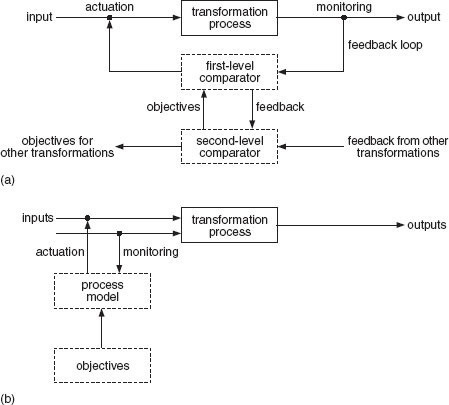 actuation
monitoring
input
transformation
process
output
feedback loop
first-level
comparator
objectives
feedback
objectives for
other transformations
second-level
comparator
feedback from other
transformations
(a)
inputs
transformation
process
outputs
actuation
monitoring
process
model
objectives
(b)